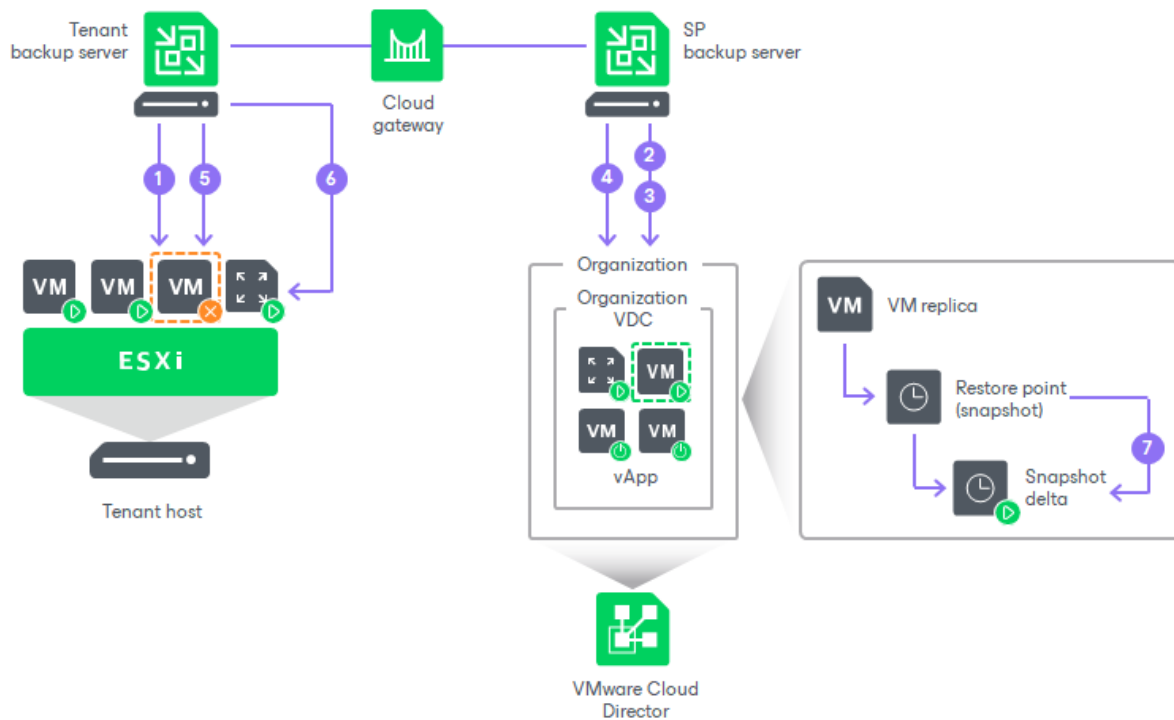 Tenant
backup server
SP
backup server
Cloud
gateway
1
5
6
4
2
3
VM
VM
VM
ESXi
Tenant host
Organization
Organization
VDC
VM
VM
VM
vApp
VMware Cloud
Director
VM
VM replica
Restore point
(snapshot)
7
Snapshot
delta